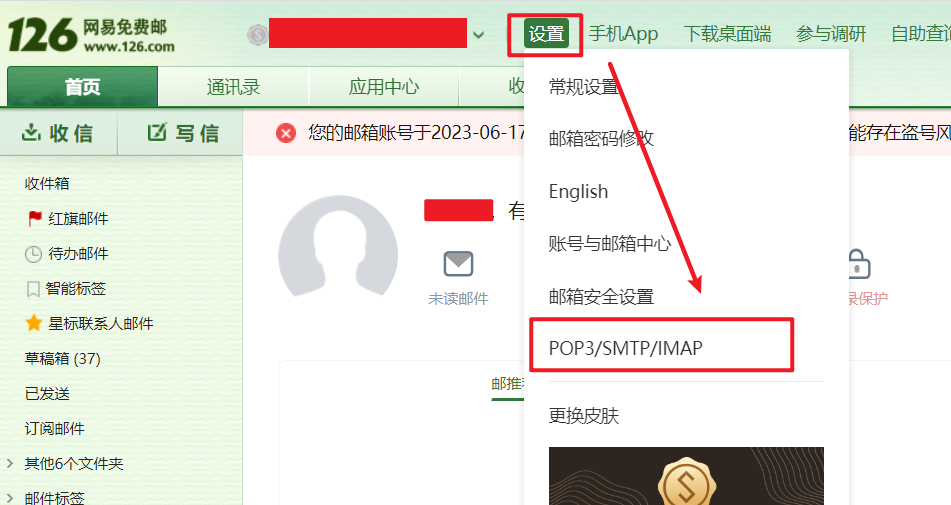 126 网易免费邮
www.126.com
设置 手机App 下载桌面端 参与调研 自助查询
首页 通讯录 应用中心 收
收信 写信
您的邮箱账号于2023-06-17 能存在盗号风
常规设置
邮箱密码修改
English
账号与邮箱中心
邮箱安全设置
POP3/SMTP/IMAP
更换皮肤
收件箱
红旗邮件
待办邮件
智能标签
星标联系人邮件
草稿箱 (37)
已发送
订阅邮件
其他6个文件夹
邮件标签
有
未读邮件
录保护
邮推